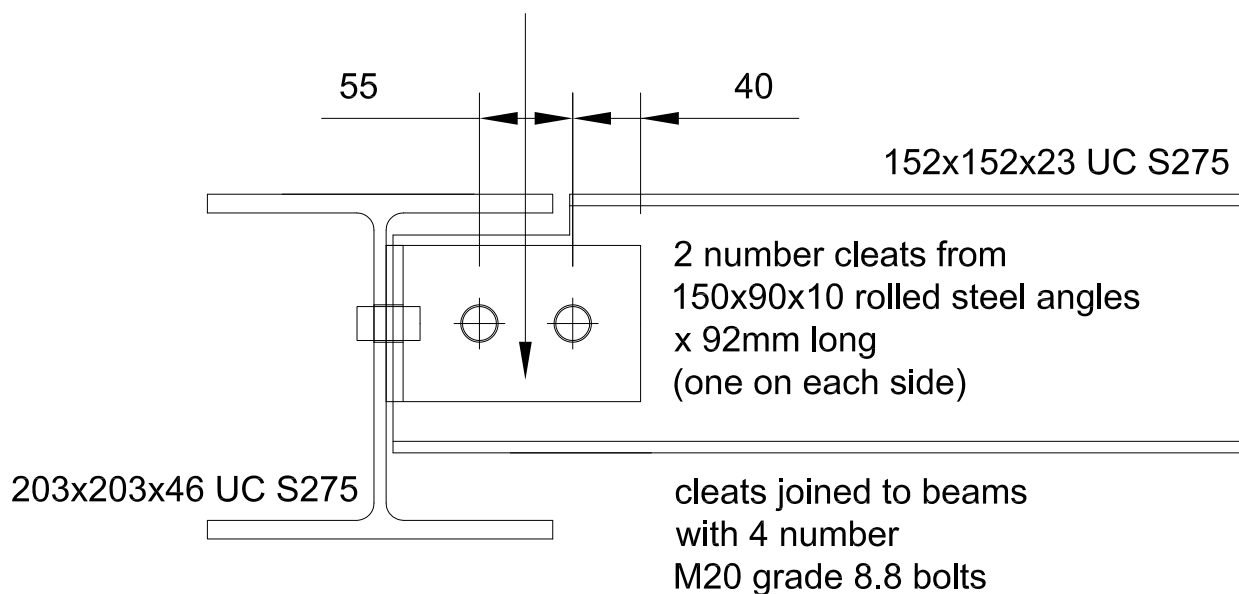 55
40
152x152x23 UC S275
2 number cleats from
150x90x10 rolled steel angles
x 92mm long
(one on each side)
203x203x46 UC S275
cleats joined to beams
with 4 number
M20 grade 8.8 bolts